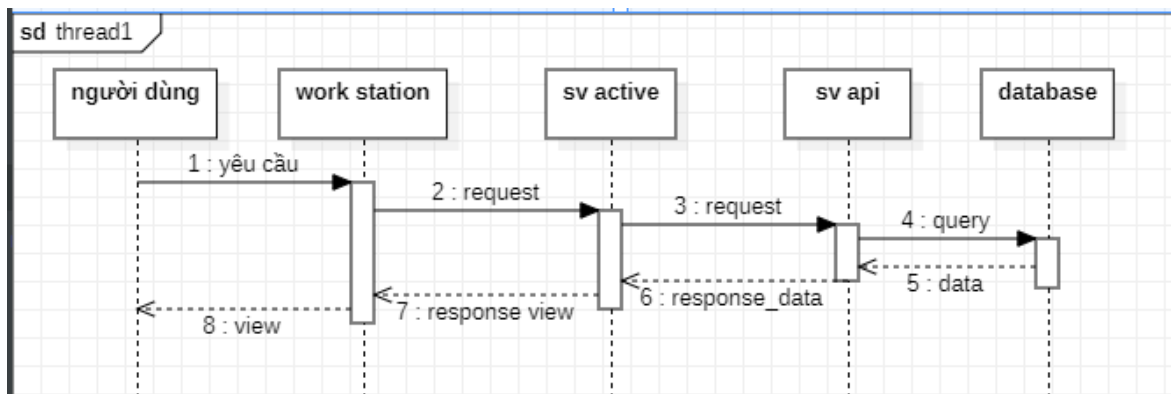 sd thread1
người dùng
work station
sv active
sv api
database
1 : yêu cầu
2 : request
3 : request
4 : query
5 : data
6 : response_data
7 : response view
8 : view